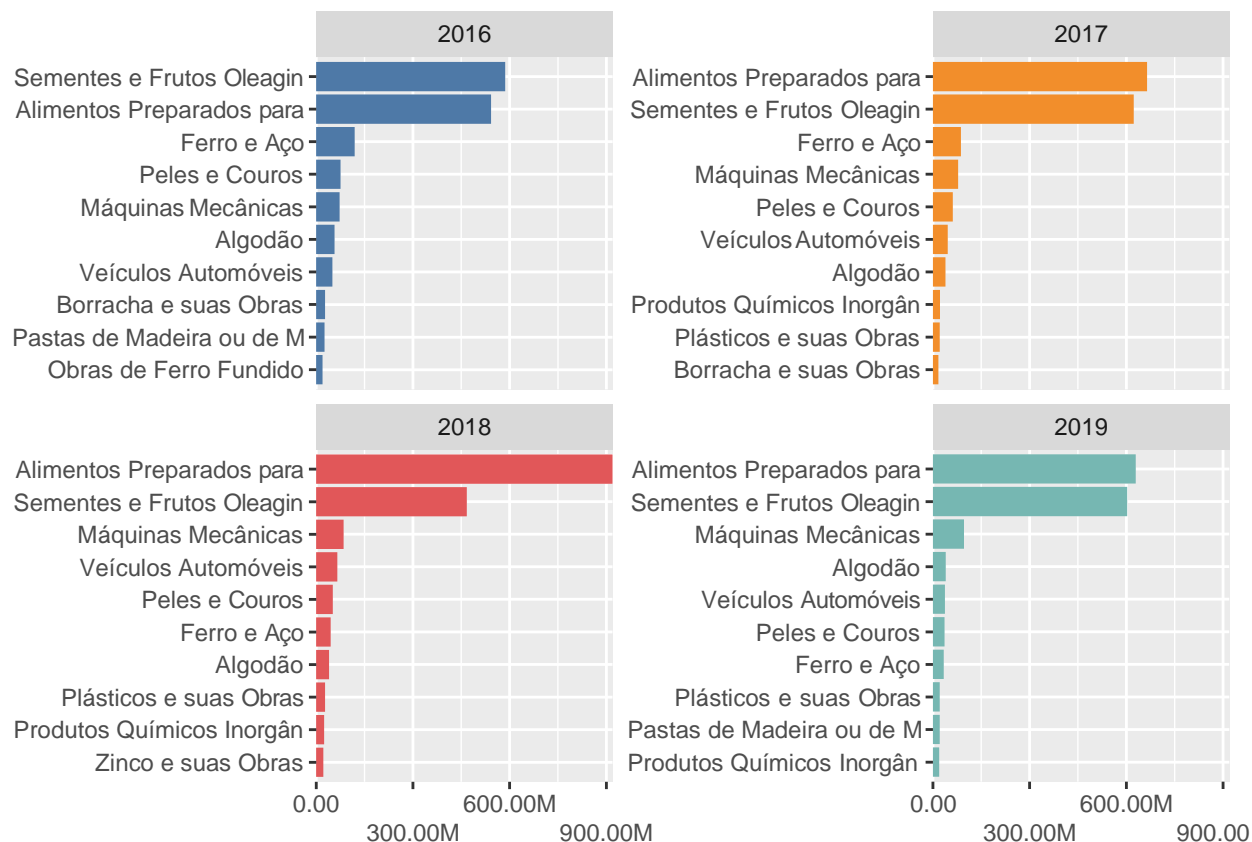 2016
Sementes e Frutos Oleagin
Alimentos Preparados para
Ferro e Aço
Peles e Couros
Máquinas Mecânicas
Algodão
Veículos Automóveis
Borracha e suas Obras
Pastas de Madeira ou de M
Obras de Ferro Fundido
2017
Alimentos Preparados para
Sementes e Frutos Oleagin
Ferro e Aço
Máquinas Mecânicas
Peles e Couros
Veículos Automóveis
Algodão
Produtos Químicos Inorgân
Plásticos e suas Obras
Borracha e suas Obras
2018
Alimentos Preparados para
Sementes e Frutos Oleagin
Máquinas Mecânicas
Veículos Automóveis
Peles e Couros
Ferro e Aço
Algodão
Plásticos e suas Obras
Produtos Químicos Inorgân
Zinco e suas Obras
0.00 600.00M
300.00M 900.00M
2019
Alimentos Preparados para
Sementes e Frutos Oleagin
Máquinas Mecânicas
Algodão
Veículos Automóveis
Peles e Couros
Ferro e Aço
Plásticos e suas Obras
Pastas de Madeira ou de M
Produtos Químicos Inorgân
0.00 600.00M
300.00M 900.00